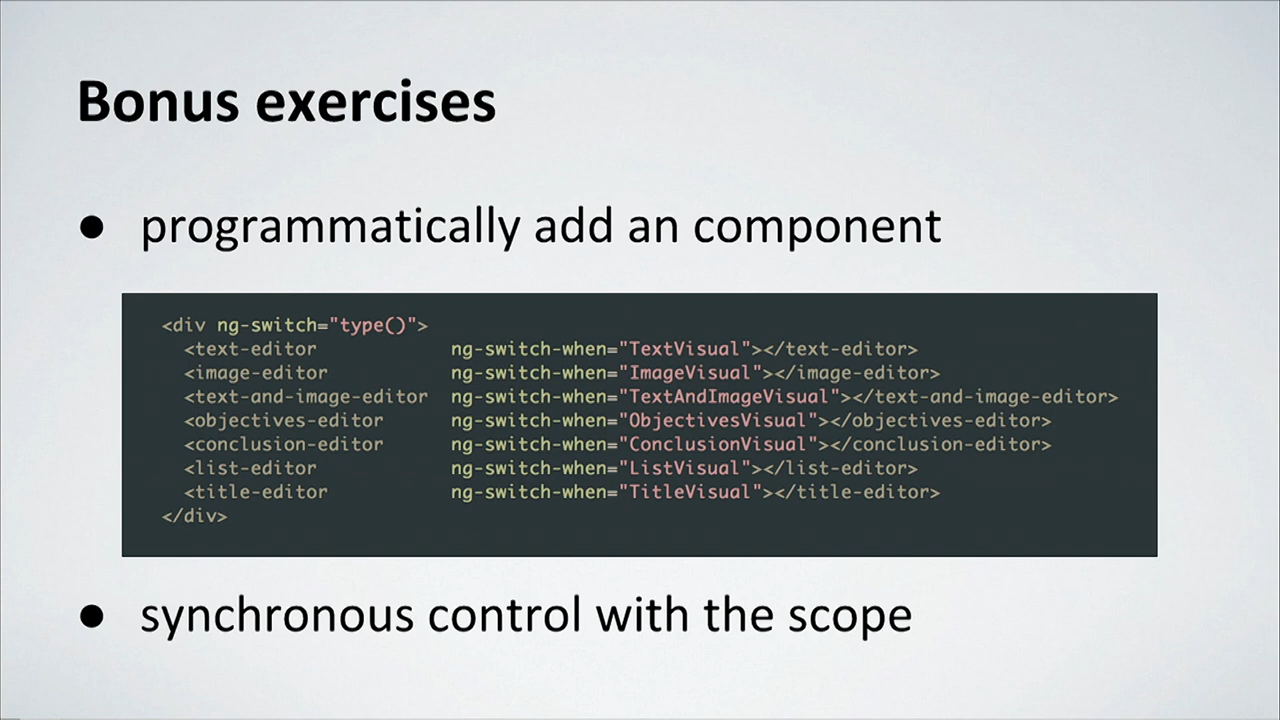 Bonus exercises
● programmatically add an component
<div ng-switch="type()">
<text-editor ng-switch-when="TextVisual"></text-editor>
<image-editor ng-switch-when="ImageVisual"></image-editor>
<text-and-image-editor ng-switch-when="TextAndImageVisual"></text-and-image-editor>
<objectives-editor ng-switch-when="ObjectivesVisual"></objectives-editor>
<conclusion-editor ng-switch-when="ConclusionVisual"></conclusion-editor>
<list-editor ng-switch-when="ListVisual"></list-editor>
<title-editor ng-switch-when="TitleVisual"></title-editor>
</div>
● synchronous control with the scope